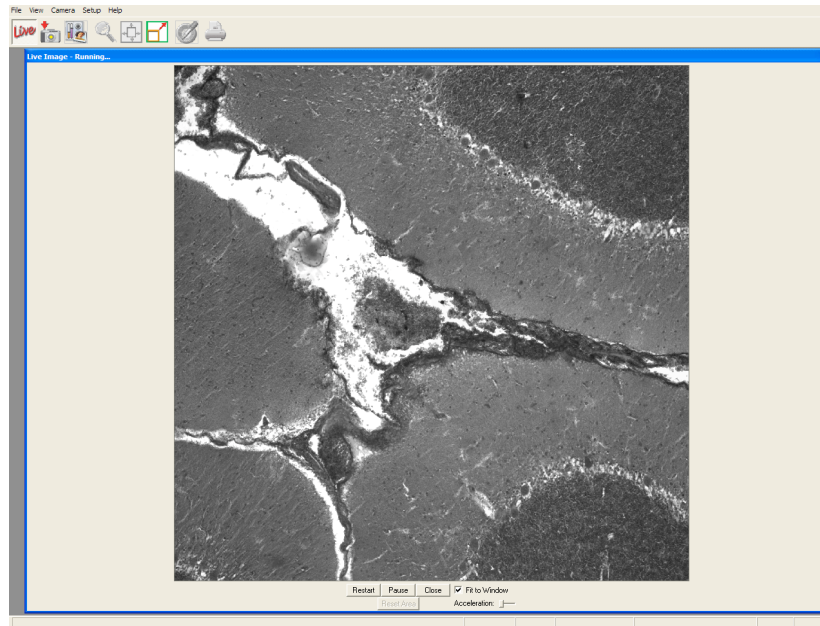 File View Camera Setup Help
Live
Live Image - Running...
Restart Pause Close Fit to Window
Reset Area Acceleration: